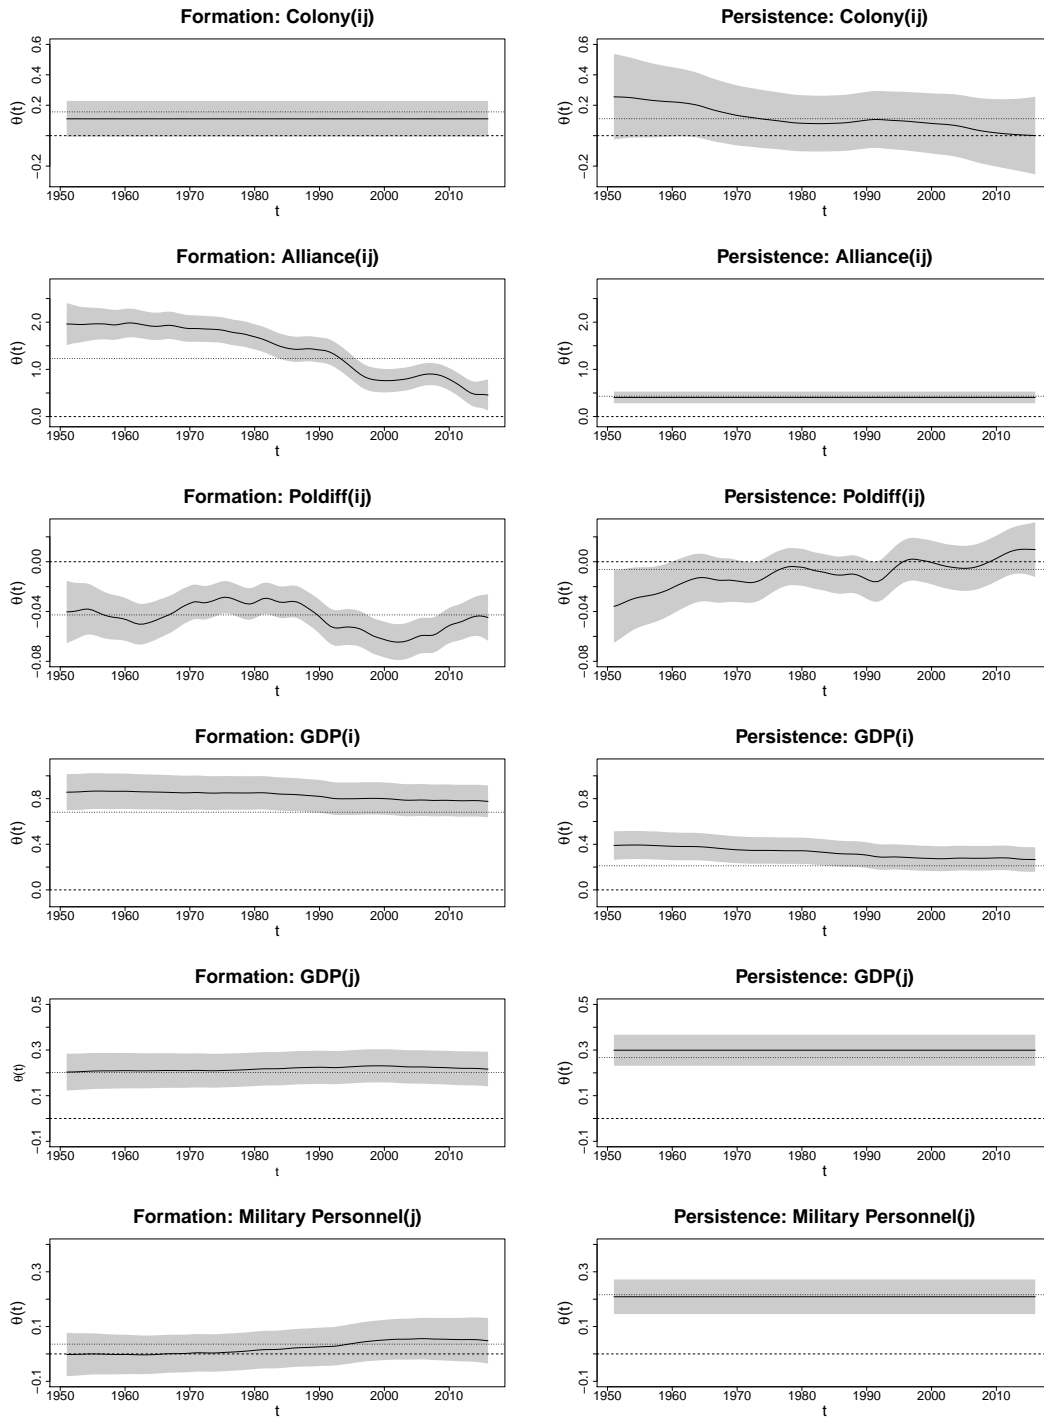 Formation: Colony(ij)
θ(t)
−0.2 0.2 0.4 0.6
1950 1960 1970 1980 1990 2000 2010
t
Persistence: Colony(ij)
θ(t)
−0.2 0.2 0.4 0.6
1950 1960 1970 1980 1990 2000 2010
t
Formation: Alliance(ij)
θ(t)
0.0 1.0 2.0
1950 1960 1970 1980 1990 2000 2010
t
Persistence: Alliance(ij)
θ(t)
0.0 1.0 2.0
1950 1960 1970 1980 1990 2000 2010
t
Formation: Poldiff(ij)
θ(t)
−0.08 −0.04 0.00
1950 1960 1970 1980 1990 2000 2010
t
Persistence: Poldiff(ij)
θ(t)
−0.08 −0.04 0.00
1950 1960 1970 1980 1990 2000 2010
t
Formation: GDP(i)
θ(t)
0.0 0.4 0.8
1950 1960 1970 1980 1990 2000 2010
t
Persistence: GDP(i)
θ(t)
0.0 0.4 0.8
1950 1960 1970 1980 1990 2000 2010
t
Formation: GDP(j)
θ(t)
−0.1 0.1 0.3 0.5
1950 1960 1970 1980 1990 2000 2010
t
Persistence: GDP(j)
θ(t)
−0.1 0.1 0.3 0.5
1950 1960 1970 1980 1990 2000 2010
t
Formation: Military Personnel(j)
θ(t)
−0.1 0.1 0.3
1950 1960 1970 1980 1990 2000 2010
t
Persistence: Military Personnel(j)
θ(t)
−0.1 0.1 0.3
1950 1960 1970 1980 1990 2000 2010
t